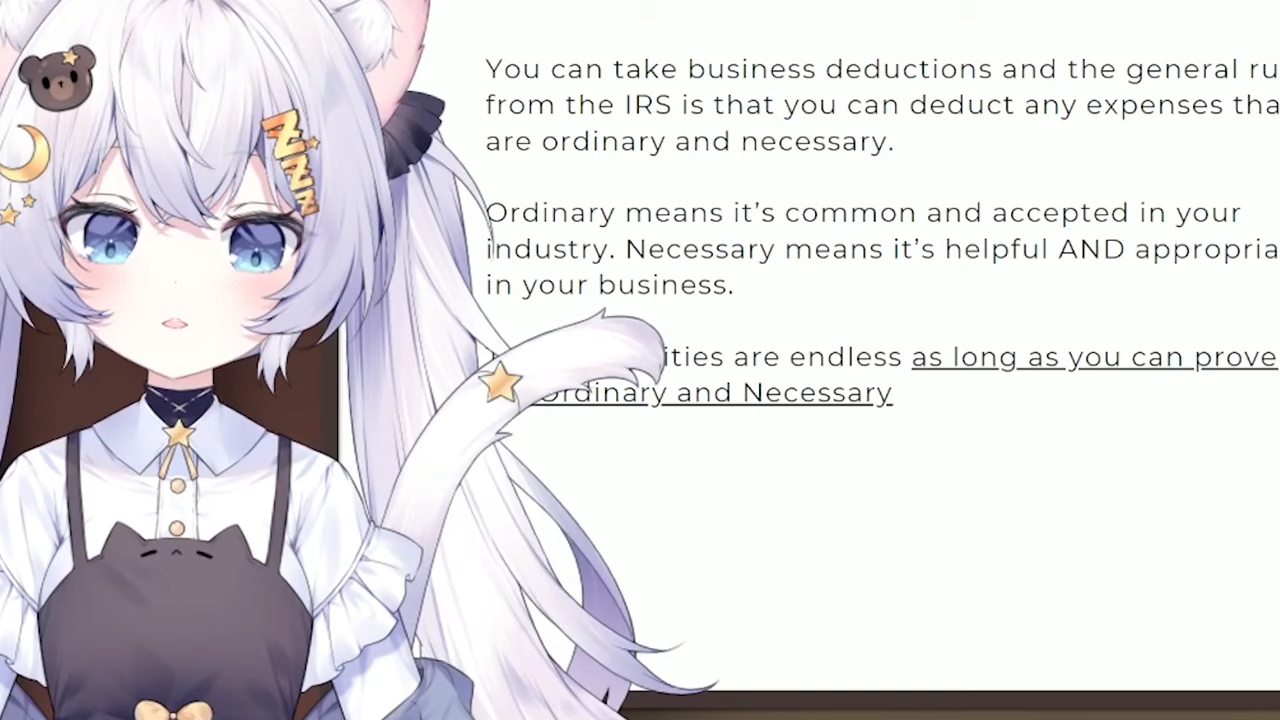 You can take business deductions and the general ru
from the IRS is that you can deduct any expenses tha
are ordinary and necessary.
Ordinary means it's common and accepted in your
industry. Necessary means it's helpful AND appropria
in your business.
ities are endless as long as you can prove
Ordinary and Necessary
ZZZ